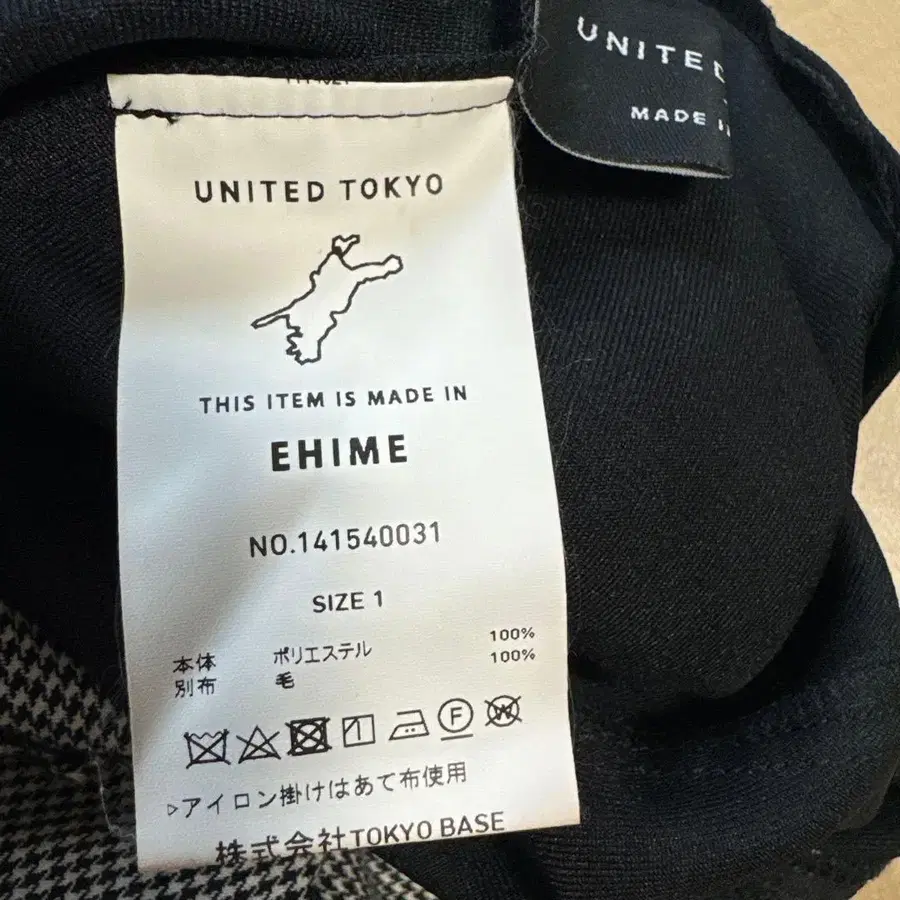 UNITED TOKYO
THIS ITEM IS MADE IN
EHIME
NO.141540031
SIZE 1
本体 ポリエステル 100%
別布 毛 100%
F W
▷アイロン掛けはあて布使用
株式会社TOKYO BASE
UNITED
MADE